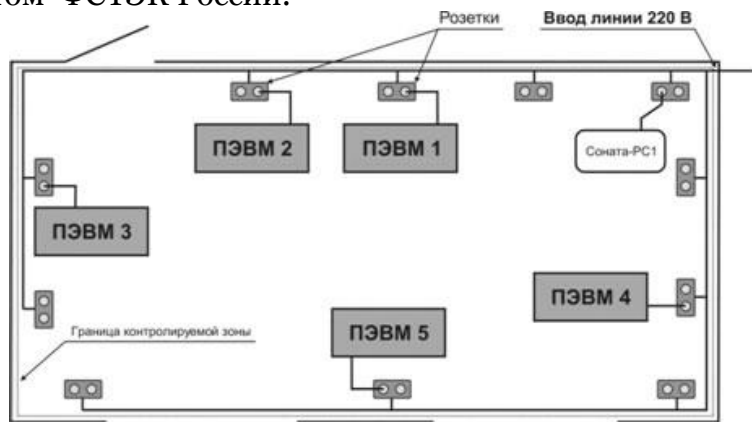 ФСТЭК России.
Розетки
Ввод линии 220 В
ПЭВМ 2
ПЭВМ 1
Соната-РС1
ПЭВМ 3
ПЭВМ 4
ПЭВМ 5
Граница контролируемой зоны